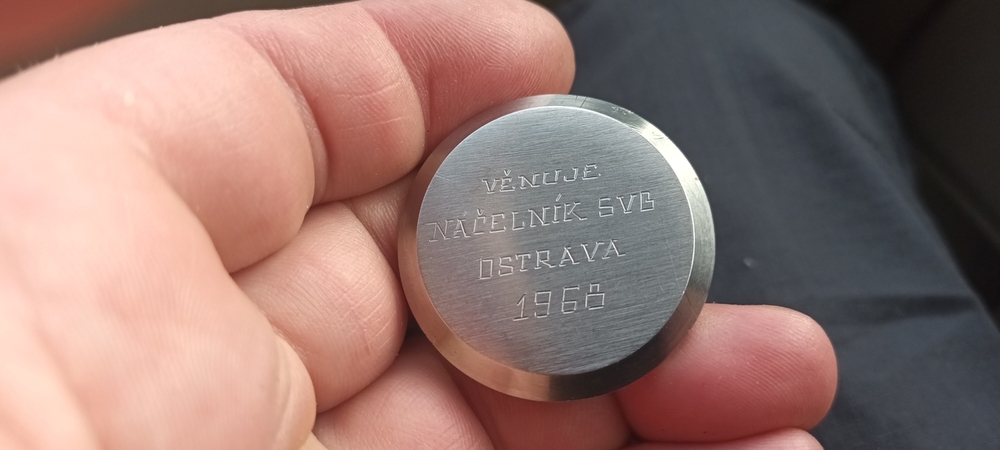 VĚNUJE
NÁČELNÍK SVB
OSTRAVA
1968